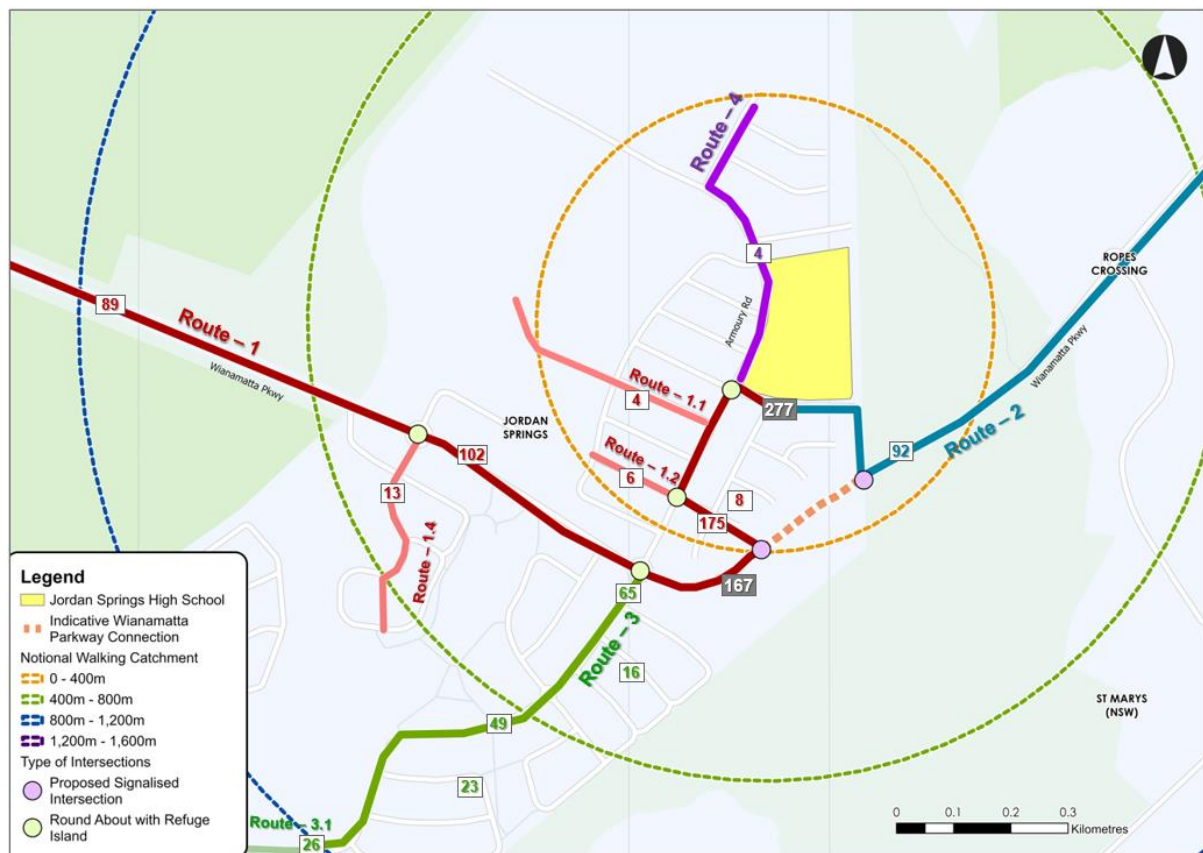 Route – 4
4
Armoury Rd
ROPES
CROSSING
Wianamatta Pkwy
89
Route – 1
Wianamatta Pkwy
Route – 1.1
4
277
JORDAN
SPRINGS
102
Route – 1.2
6
8
92
Route – 2
13
175
Route – 1.4
167
65
Route – 3
16
49
23
ST MARYS
(NSW)
Route – 3.1
26
Legend
Jordan Springs High School
Indicative Wianamatta
Parkway Connection
Notional Walking Catchment
0 - 400m
400m - 800m
800m - 1,200m
1,200m - 1,600m
Type of Intersections
Proposed Signalised
Intersection
Round About with Refuge
Island
0 0.1 0.2 0.3
Kilometres